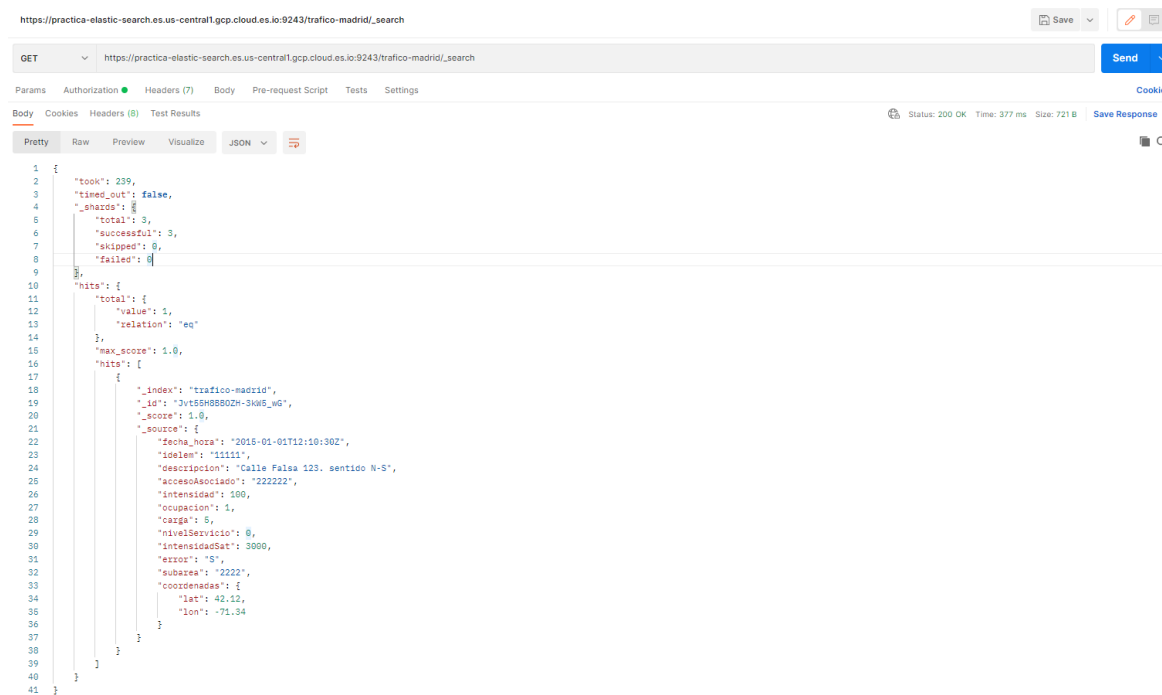 https://practica-elastic-search.es.us-central1.gcp.cloud.es.io:9243/trafico-madrid/_search
Save
GET https://practica-elastic-search.es.us-central1.gcp.cloud.es.io:9243/trafico-madrid/_search Send
Params Authorization Headers (7) Body Pre-request Script Tests Settings Cookie
Body Cookies Headers (8) Test Results Status: 200 OK Time: 377 ms Size: 721 B Save Response
Pretty Raw Preview Visualize JSON
1 {
2 "took": 239,
3 "timed_out": false,
4 "_shards": {
5 "total": 3,
6 "successful": 3,
7 "skipped": 0,
8 "failed": 0
9 },
10 "hits": {
11 "total": {
12 "value": 1,
13 "relation": "eq"
14 },
15 "max_score": 1.0,
16 "hits": [
17 {
18 "_index": "trafico-madrid",
19 "_id":
20 "_score": 1.0,
21 "_source": {
22 "fecha_hora": "2015-01-01T12:10:30Z",
23 "idelem": "11111",
24 "descripcion": "Calle Falsa 123. sentido N-S",
25 "accesoAsociado": "222222",
26 "intensidad": 100,
27 "ocupacion": 1,
28 "carga": 5,
29 "nivelServicio": 0,
30 "intensidadSat": 3000,
31 "error": "S",
32 "subarea": "2222",
33 "coordenadas": {
34 "lat": 42.12,
35 "lon": -71.34
36 }
37 }
38 }
39 ]
40 }
41 }